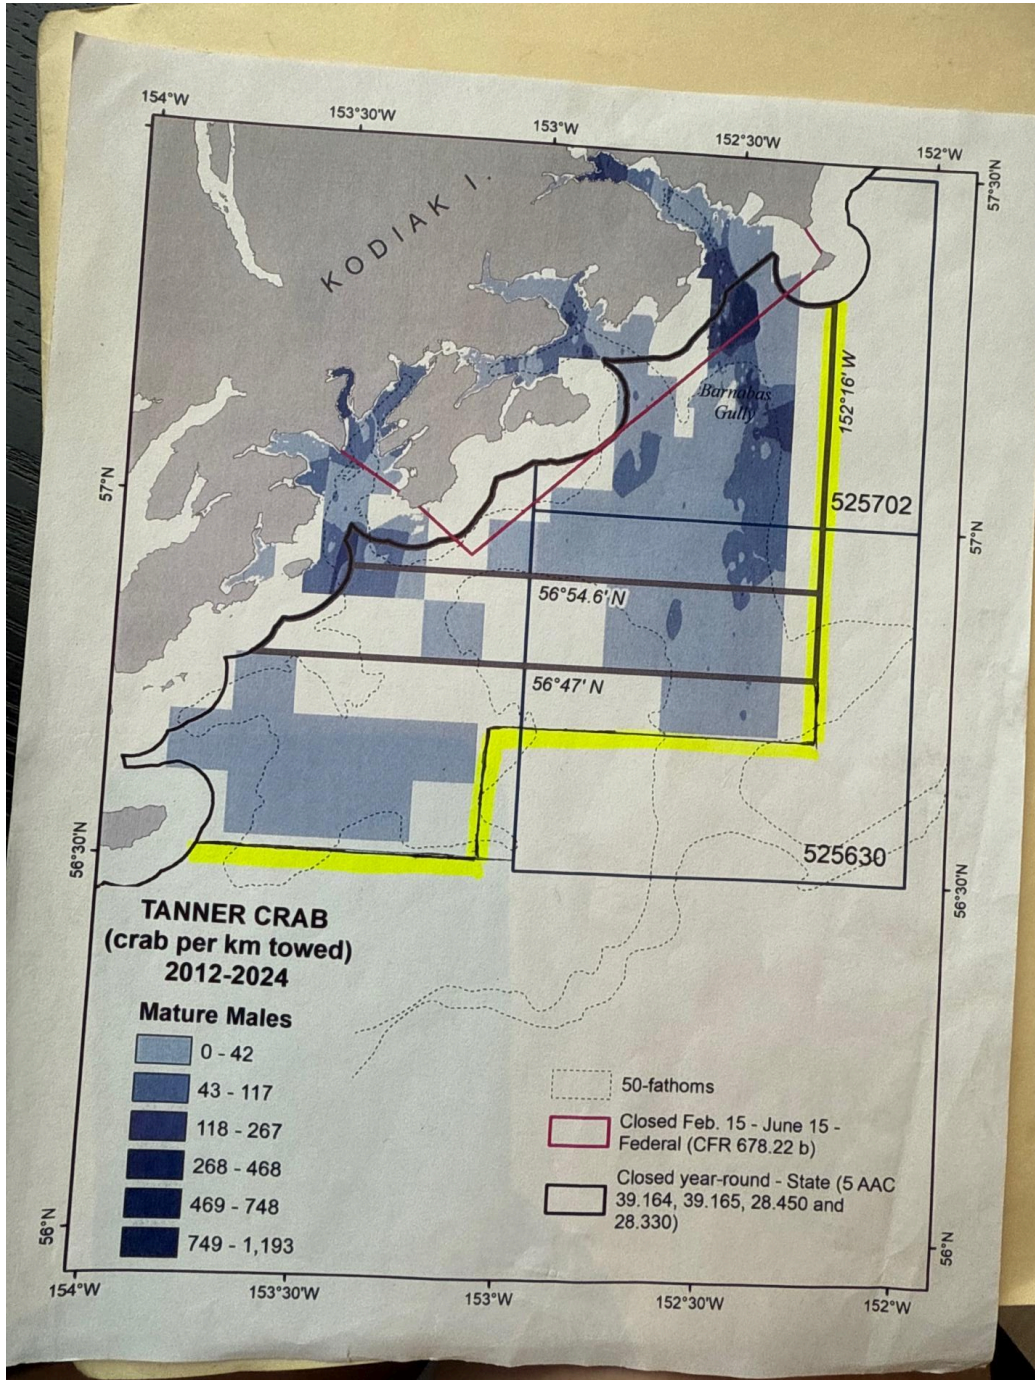 154°W
153°30'W
153°W
152°30'W
152°W
57°30'N
KODIAK I.
152°16' W
Barnabas
Gully
57°N
525702
57°N
56°54.6' N
56°47' N
56°30'N
525630
56°30'N
TANNER CRAB
(crab per km towed)
2012-2024
Mature Males
0 - 42
43 - 117
118 - 267
268 - 468
469 - 748
749 - 1,193
50-fathoms
Closed Feb. 15 - June 15 -
Federal (CFR 678.22 b)
Closed year-round - State (5 AAC
39.164, 39.165, 28.450 and
28.330)
56°N
56°N
154°W
153°30'W
153°W
152°30'W
152°W